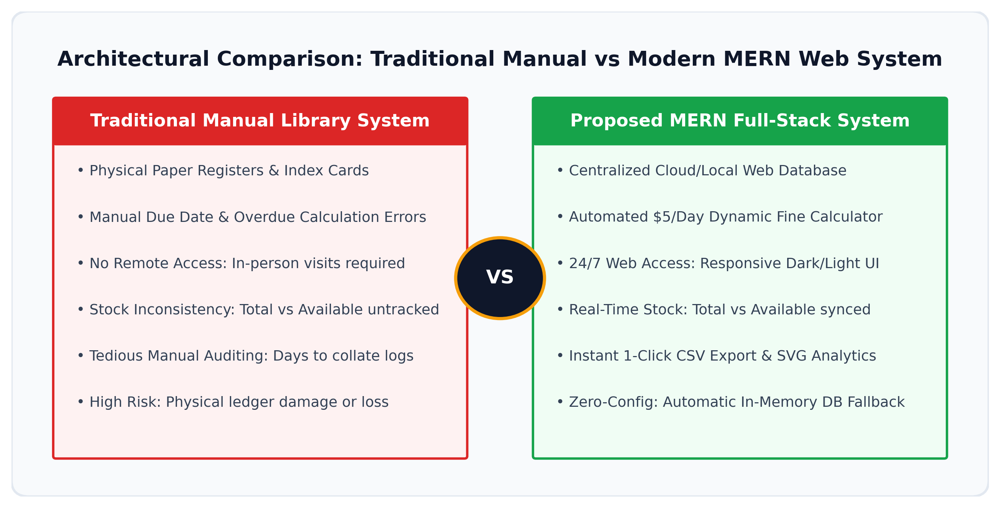 Architectural Comparison: Traditional Manual vs Modern MERN Web System
Traditional Manual Library System
• Physical Paper Registers & Index Cards
• Manual Due Date & Overdue Calculation Errors
• No Remote Access: In-person visits required
• Stock Inconsistency: Total vs Available untracked
• Tedious Manual Auditing: Days to collate logs
• High Risk: Physical ledger damage or loss
VS
Proposed MERN Full-Stack System
• Centralized Cloud/Local Web Database
• Automated $5/Day Dynamic Fine Calculator
• 24/7 Web Access: Responsive Dark/Light UI
• Real-Time Stock: Total vs Available synced
• Instant 1-Click CSV Export & SVG Analytics
• Zero-Config: Automatic In-Memory DB Fallback